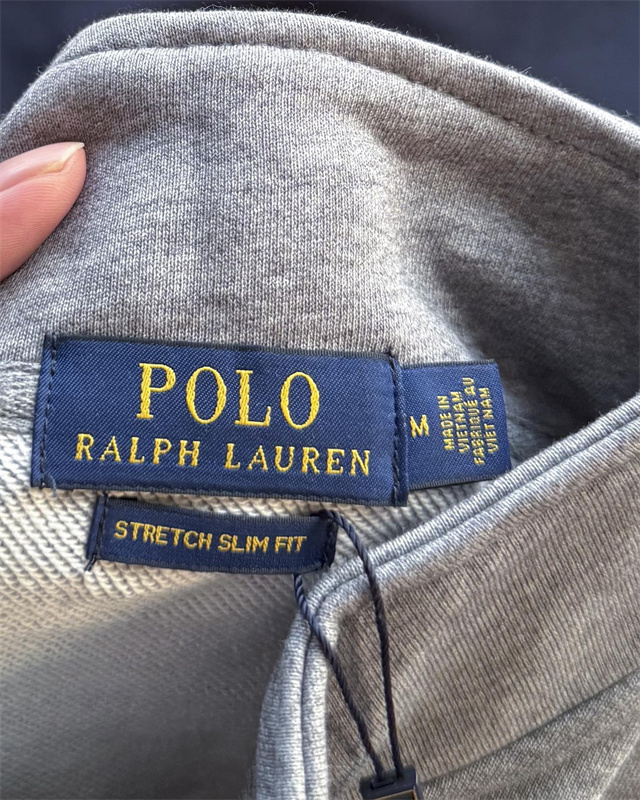 POLO
RALPH LAUREN
M
MADE IN
VIETNAM
FABRIQUÉ AU
VIET NAM
STRETCH SLIM FIT